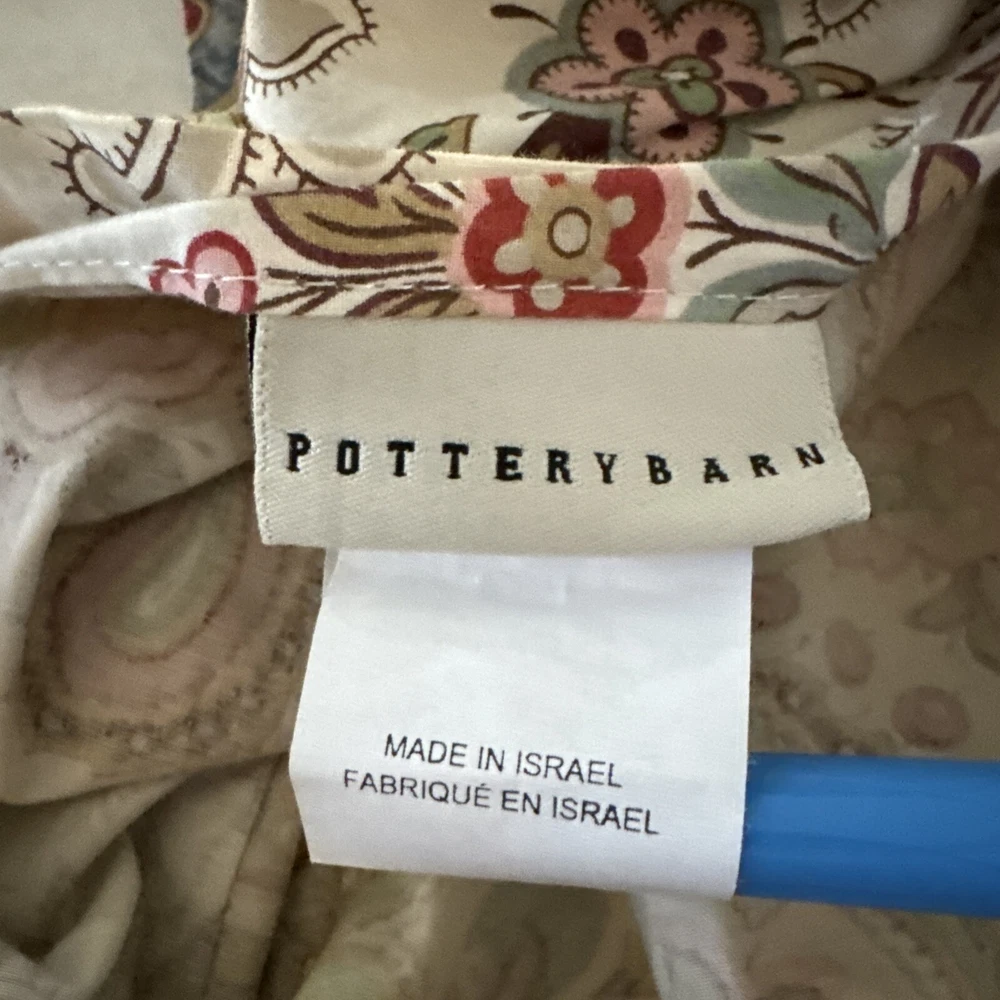 POTTERYBARN
MADE IN ISRAEL
FABRIQUÉ EN ISRAEL